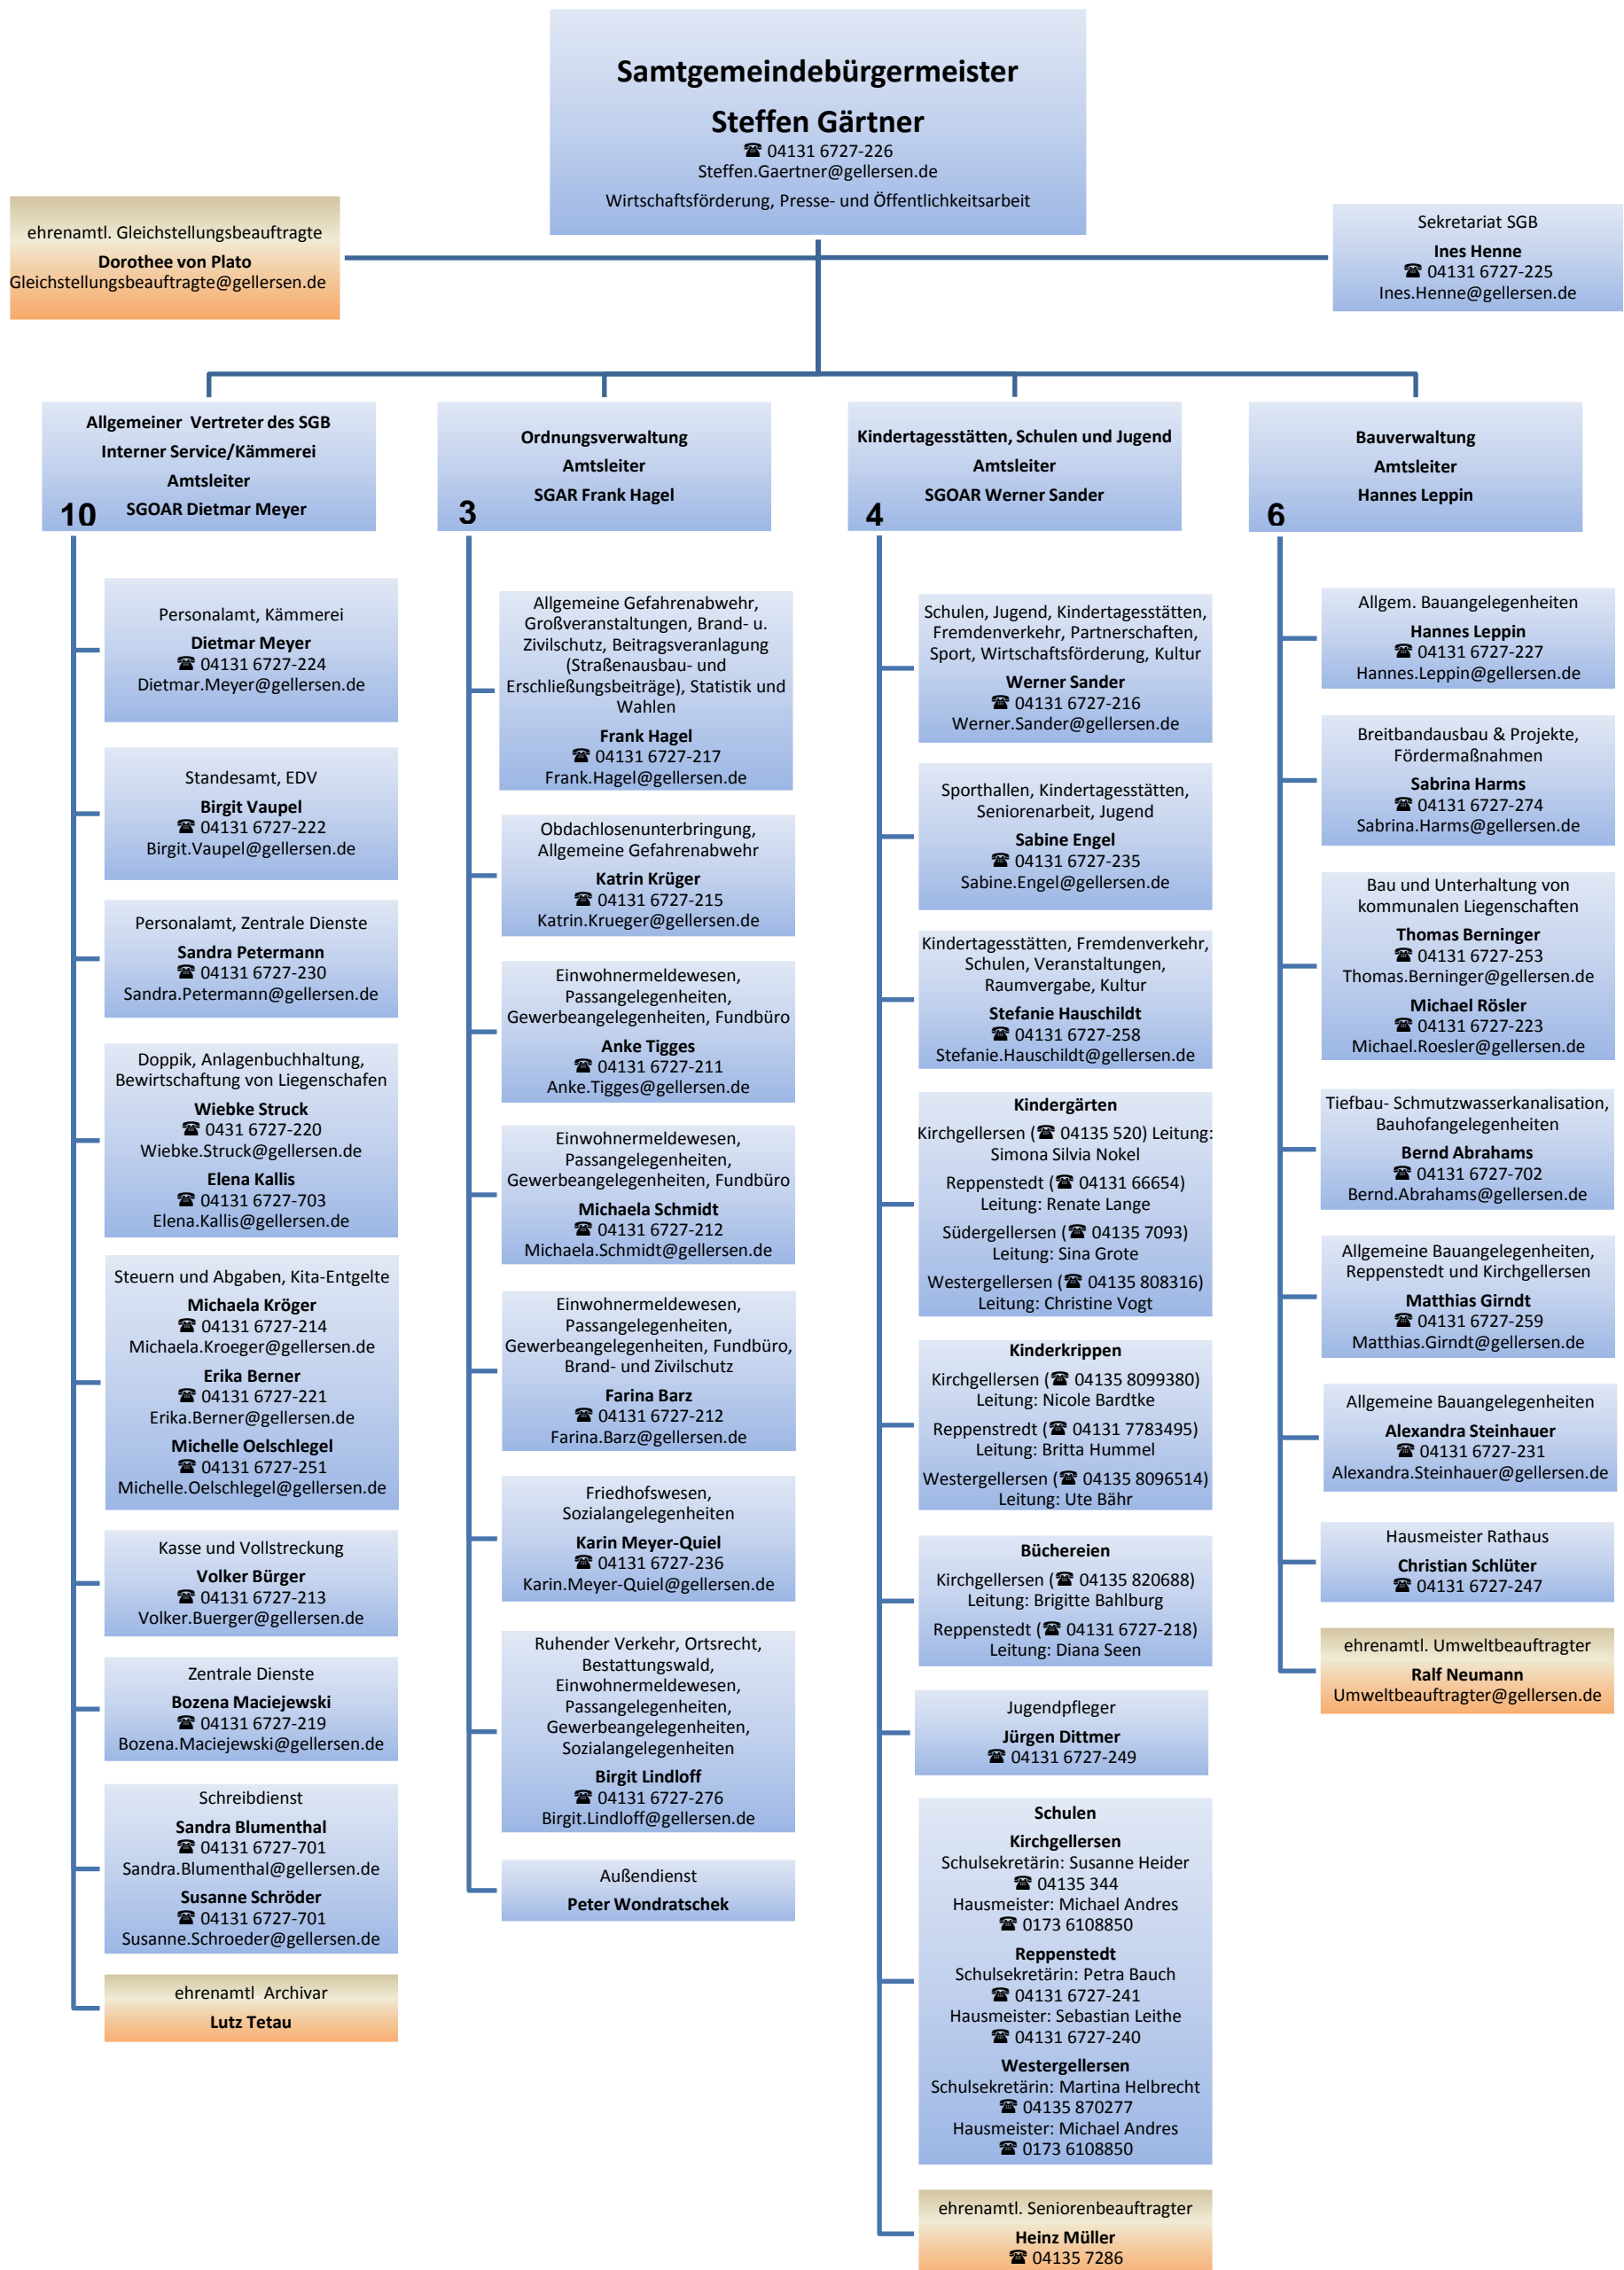 Samtgemeindebürgermeister
Steffen Gärtner
☎ 04131 6727-226
Steffen.Gaertner@gellersen.de
Wirtschaftsförderung, Presse- und Öffentlichkeitsarbeit
ehrenamtl. Gleichstellungsbeauftragte
Dorothee von Plato
Gleichstellungsbeauftragte@gellersen.de
Sekretariat SGB
Ines Henne
☎ 04131 6727-225
Ines.Henne@gellersen.de
Allgemeiner Vertreter des SGB
Interner Service/Kämmerei
Amtsleiter
SGOAR Dietmar Meyer
10
Personalamt, Kämmerei
Dietmar Meyer
☎ 04131 6727-224
Dietmar.Meyer@gellersen.de
Standesamt, EDV
Birgit Vaupel
☎ 04131 6727-222
Birgit.Vaupel@gellersen.de
Personalamt, Zentrale Dienste
Sandra Petermann
☎ 04131 6727-230
Sandra.Petermann@gellersen.de
Doppik, Anlagenbuchhaltung,
Bewirtschaftung von Liegenschafen
Wiebke Struck
☎ 0431 6727-220
Wiebke.Struck@gellersen.de
Elena Kallis
☎ 04131 6727-703
Elena.Kallis@gellersen.de
Steuern und Abgaben, Kita-Entgelte
Michaela Kröger
☎ 04131 6727-214
Michaela.Kroeger@gellersen.de
Erika Berner
☎ 04131 6727-221
Erika.Berner@gellersen.de
Michelle Oelschlegel
☎ 04131 6727-251
Michelle.Oelschlegel@gellersen.de
Kasse und Vollstreckung
Volker Bürger
☎ 04131 6727-213
Volker.Buerger@gellersen.de
Zentrale Dienste
Bozena Maciejewski
☎ 04131 6727-219
Bozena.Maciejewski@gellersen.de
Schreibdienst
Sandra Blumenthal
☎ 04131 6727-701
Sandra.Blumenthal@gellersen.de
Susanne Schröder
☎ 04131 6727-701
Susanne.Schroeder@gellersen.de
ehrenamtl Archivar
Lutz Tetau
Ordnungsverwaltung
Amtsleiter
SGAR Frank Hagel
3
Allgemeine Gefahrenabwehr,
Großveranstaltungen, Brand- u.
Zivilschutz, Beitragsveranlagung
(Straßenausbau- und
Erschließungsbeiträge), Statistik und
Wahlen
Frank Hagel
☎ 04131 6727-217
Frank.Hagel@gellersen.de
Obdachlosenunterbringung,
Allgemeine Gefahrenabwehr
Katrin Krüger
☎ 04131 6727-215
Katrin.Krueger@gellersen.de
Einwohnermeldewesen,
Passangelegenheiten,
Gewerbeangelegenheiten, Fundbüro
Anke Tigges
☎ 04131 6727-211
Anke.Tigges@gellersen.de
Einwohnermeldewesen,
Passangelegenheiten,
Gewerbeangelegenheiten, Fundbüro
Michaela Schmidt
☎ 04131 6727-212
Michaela.Schmidt@gellersen.de
Einwohnermeldewesen,
Passangelegenheiten,
Gewerbeangelegenheiten, Fundbüro,
Brand- und Zivilschutz
Farina Barz
☎ 04131 6727-212
Farina.Barz@gellersen.de
Friedhofswesen,
Sozialangelegenheiten
Karin Meyer-Quiel
☎ 04131 6727-236
Karin.Meyer-Quiel@gellersen.de
Ruhender Verkehr, Ortsrecht,
Bestattungswald,
Einwohnermeldewesen,
Passangelegenheiten,
Gewerbeangelegenheiten,
Sozialangelegenheiten
Birgit Lindloff
☎ 04131 6727-276
Birgit.Lindloff@gellersen.de
Außendienst
Peter Wondratschek
Kindertagesstätten, Schulen und Jugend
Amtsleiter
SGOAR Werner Sander
4
Schulen, Jugend, Kindertagesstätten,
Fremdenverkehr, Partnerschaften,
Sport, Wirtschaftsförderung, Kultur
Werner Sander
☎ 04131 6727-216
Werner.Sander@gellersen.de
Sporthallen, Kindertagesstätten,
Seniorenarbeit, Jugend
Sabine Engel
☎ 04131 6727-235
Sabine.Engel@gellersen.de
Kindertagesstätten, Fremdenverkehr,
Schulen, Veranstaltungen,
Raumvergabe, Kultur
Stefanie Hauschildt
☎ 04131 6727-258
Stefanie.Hauschildt@gellersen.de
Kindergärten
Kirchgellersen (☎ 04135 520) Leitung:
Simona Silvia Nokel
Reppenstedt (☎ 04131 66654)
Leitung: Renate Lange
Südergellersen (☎ 04135 7093)
Leitung: Sina Grote
Westergellersen (☎ 04135 808316)
Leitung: Christine Vogt
Kinderkrippen
Kirchgellersen (☎ 04135 8099380)
Leitung: Nicole Bardtke
Reppenstredt (☎ 04131 7783495)
Leitung: Britta Hummel
Westergellersen (☎ 04135 8096514)
Leitung: Ute Bähr
Büchereien
Kirchgellersen (☎ 04135 820688)
Leitung: Brigitte Bahlburg
Reppenstedt (☎ 04131 6727-218)
Leitung: Diana Seen
Jugendpfleger
Jürgen Dittmer
☎ 04131 6727-249
Schulen
Kirchgellersen
Schulsekretärin: Susanne Heider
☎ 04135 344
Hausmeister: Michael Andres
☎ 0173 6108850
Reppenstedt
Schulsekretärin: Petra Bauch
☎ 04131 6727-241
Hausmeister: Sebastian Leithe
☎ 04131 6727-240
Westergellersen
Schulsekretärin: Martina Helbrecht
☎ 04135 870277
Hausmeister: Michael Andres
☎ 0173 6108850
ehrenamtl. Seniorenbeauftragter
Heinz Müller
☎ 04135 7286
Bauverwaltung
Amtsleiter
Hannes Leppin
6
Allgem. Bauangelegenheiten
Hannes Leppin
☎ 04131 6727-227
Hannes.Leppin@gellersen.de
Breitbandausbau & Projekte,
Fördermaßnahmen
Sabrina Harms
☎ 04131 6727-274
Sabrina.Harms@gellersen.de
Bau und Unterhaltung von
kommunalen Liegenschaften
Thomas Berninger
☎ 04131 6727-253
Thomas.Berninger@gellersen.de
Michael Rösler
☎ 04131 6727-223
Michael.Roesler@gellersen.de
Tiefbau- Schmutzwasserkanalisation,
Bauhofangelegenheiten
Bernd Abrahams
☎ 04131 6727-702
Bernd.Abrahams@gellersen.de
Allgemeine Bauangelegenheiten,
Reppenstedt und Kirchgellersen
Matthias Girndt
☎ 04131 6727-259
Matthias.Girndt@gellersen.de
Allgemeine Bauangelegenheiten
Alexandra Steinhauer
☎ 04131 6727-231
Alexandra.Steinhauer@gellersen.de
Hausmeister Rathaus
Christian Schlüter
☎ 04131 6727-247
ehrenamtl. Umweltbeauftragter
Ralf Neumann
Umweltbeauftragter@gellersen.de